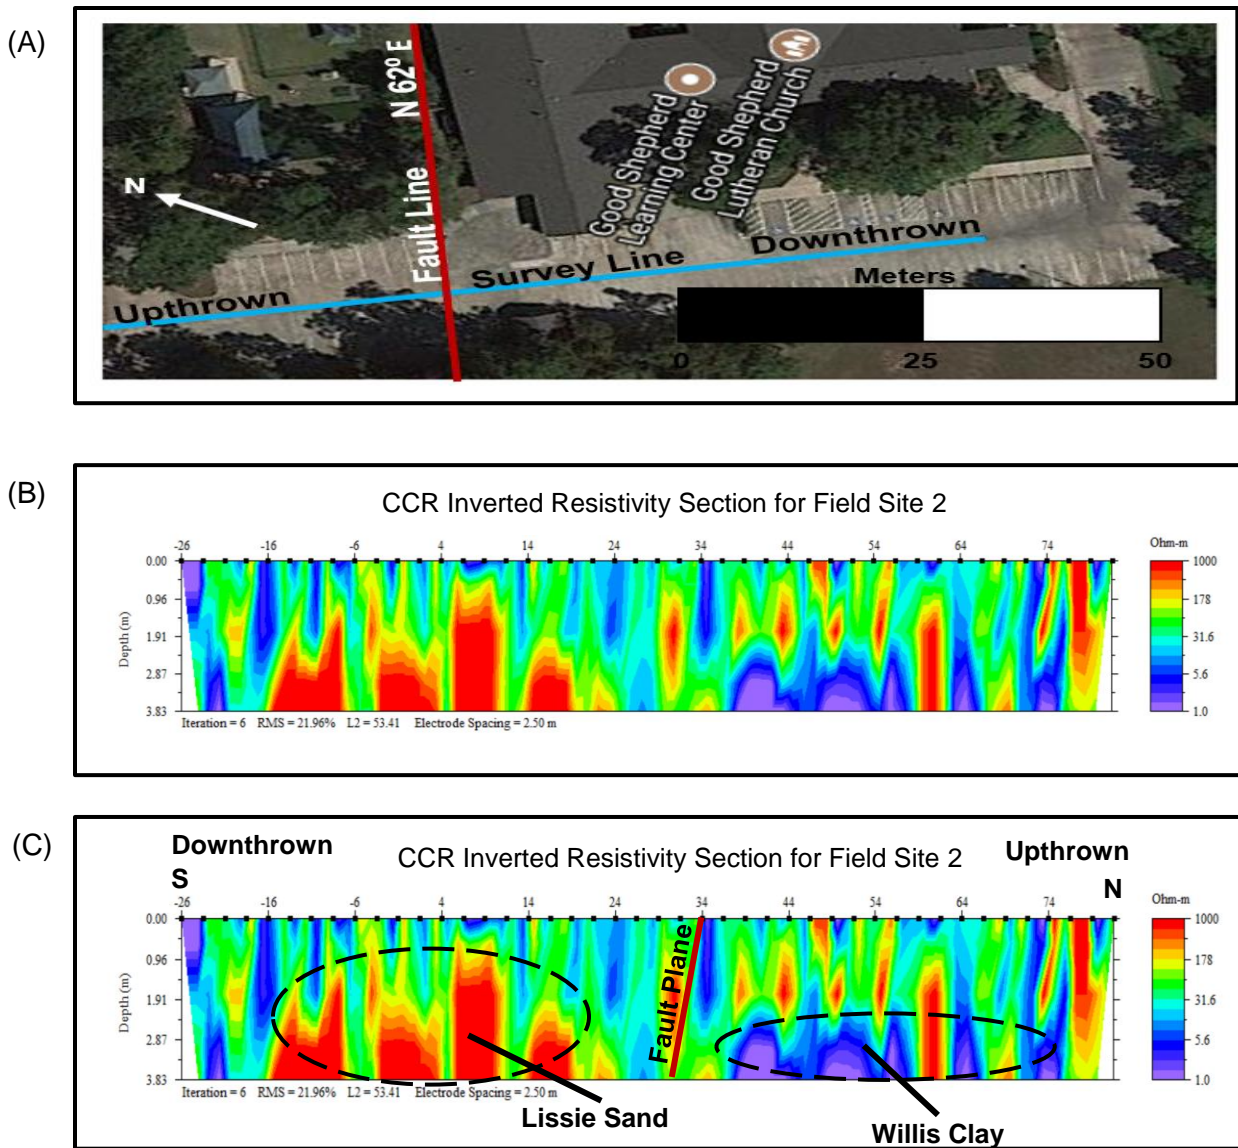 (A)
N 62° E
Fault Line
N
Good Shepherd
Learning Center
Good Shepherd
Lutheran Church
Upthrown
Survey Line
Downthrown
Meters
0 25 50
(B)
CCR Inverted Resistivity Section for Field Site 2
-26 -16 -6 4 14 24 34 44 54 64 74
Depth (m)
0.00
0.96
1.91
2.87
3.83
Ohm-m
1000
178
31.6
5.6
1.0
Iteration = 6 RMS = 21.96% L2 = 53.41 Electrode Spacing = 2.50 m
(C)
Downthrown
S
CCR Inverted Resistivity Section for Field Site 2
Upthrown
N
-26 -16 -6 4 14 24 34 44 54 64 74
Depth (m)
0.00
0.96
1.91
2.87
3.83
Fault Plane
Ohm-m
1000
178
31.6
5.6
1.0
Iteration = 6 RMS = 21.96% L2 = 53.41 Electrode Spacing = 2.50 m
Lissie Sand
Willis Clay